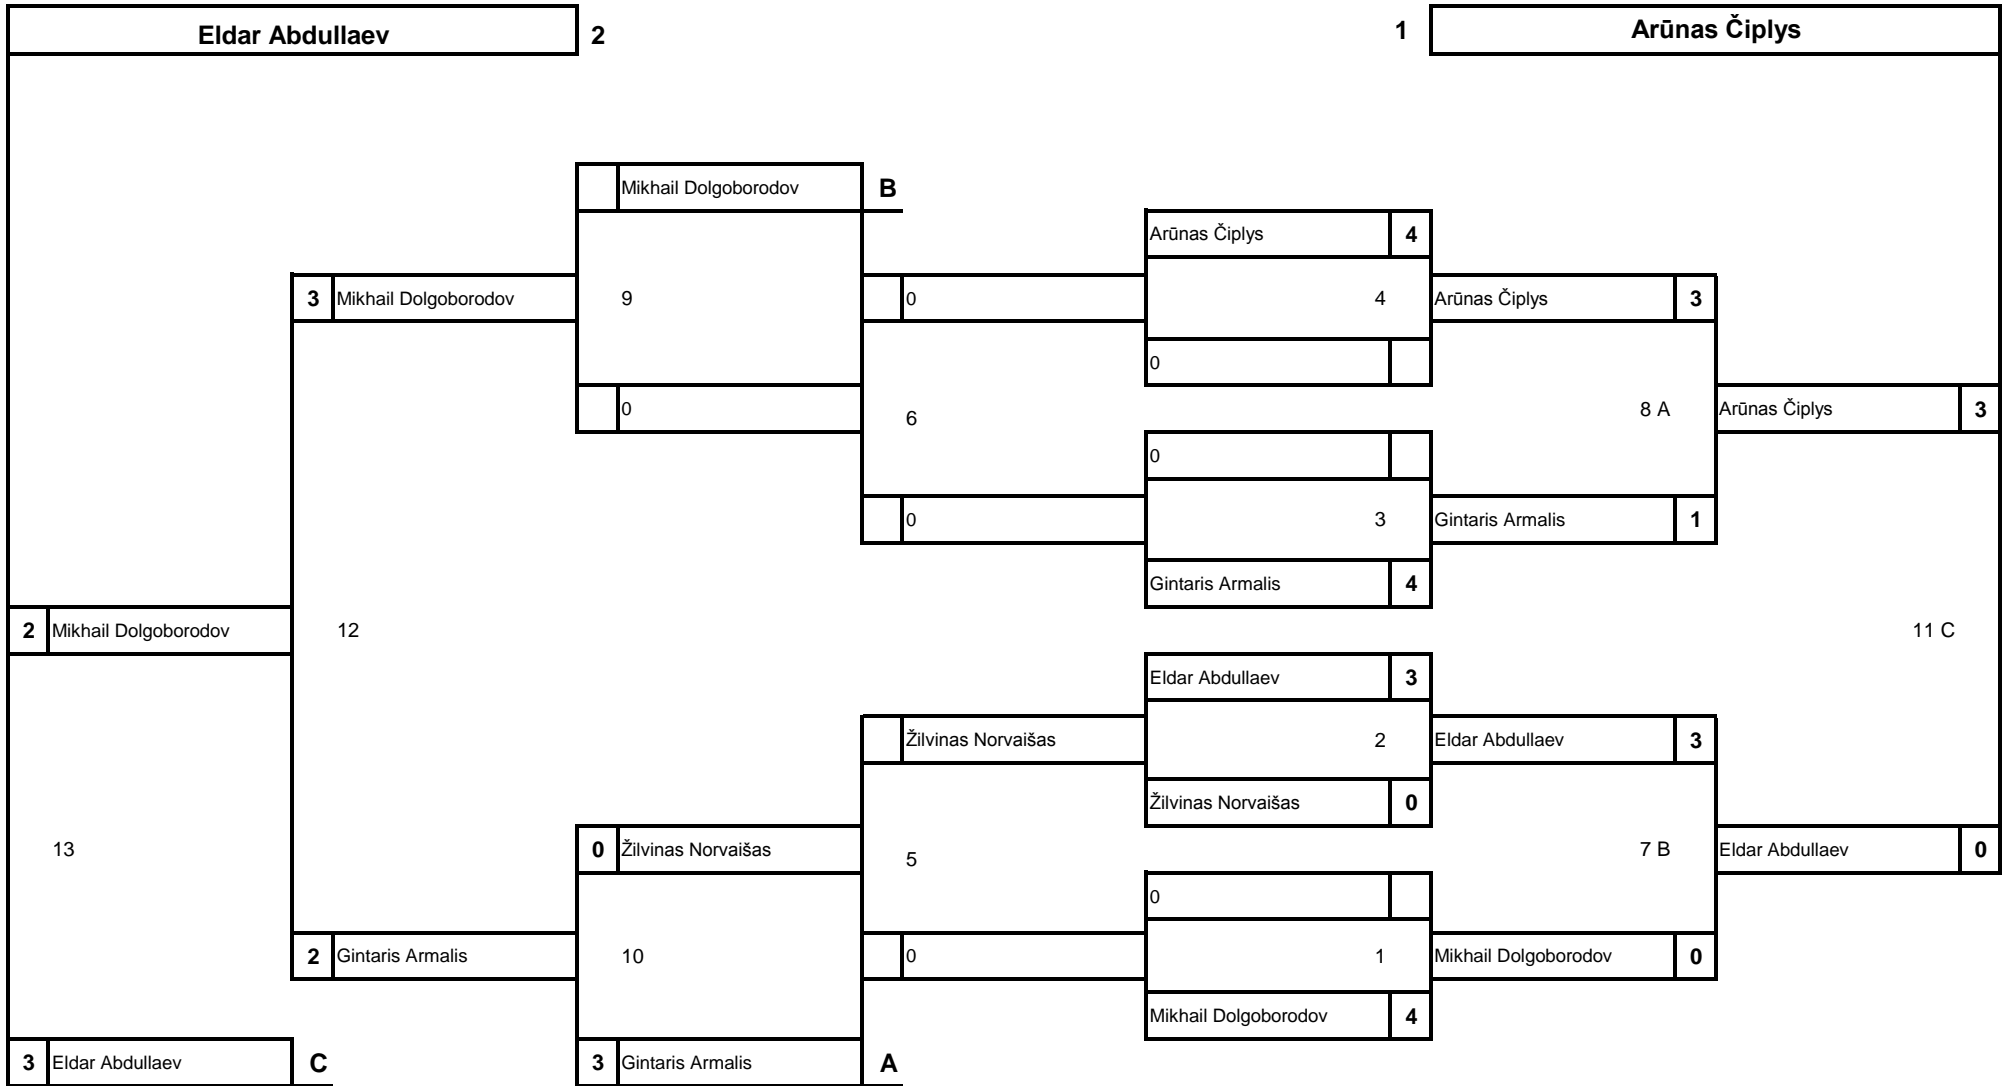 Eldar Abdullaev 2 1 Arūnas Čiplys
Mikhail Dolgoborodov B
Arūnas Čiplys 4
3 Mikhail Dolgoborodov 9 0 4 Arūnas Čiplys 3
0
0 6 8 A Arūnas Čiplys 3
0
0 3 Gintaris Armalis 1
Gintaris Armalis 4
2 Mikhail Dolgoborodov 12 11 C
Eldar Abdullaev 3
Žilvinas Norvaišas 2 Eldar Abdullaev 3
Žilvinas Norvaišas 0
13 0 Žilvinas Norvaišas 5 7 B Eldar Abdullaev 0
0
2 Gintaris Armalis 10 0 1 Mikhail Dolgoborodov 0
Mikhail Dolgoborodov 4
3 Eldar Abdullaev C 3 Gintaris Armalis A